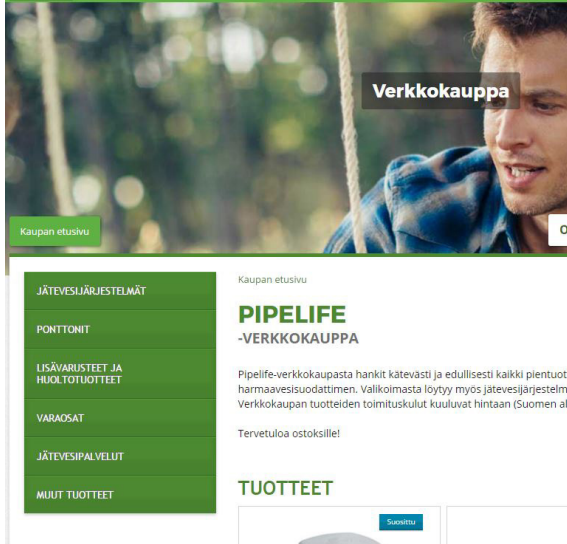 Verkkokauppa
Kaupan etusivu
JÄTEVESIJÄRJESTELMÄT
PONTTONIT
LISÄVARUSTEET JA
HUOLTOTUOTTEET
VARAOSAT
JÄTEVESIPALVELUT
MUUT TUOTTEET
Kaupan etusivu
PIPELIFE
-VERKKOKAUPPA
Pipelife-verkkokaupasta hankit kätevästi ja edullisesti kaikki pientuot
harmaavesisuodattimen. Valikoimasta löytyy myös jätevesijärjestelm
Verkkokaupan tuotteiden toimituskulut kuuluvat hintaan (Suomen al
Tervetuloa ostoksille!
TUOTTEET
Suosittu